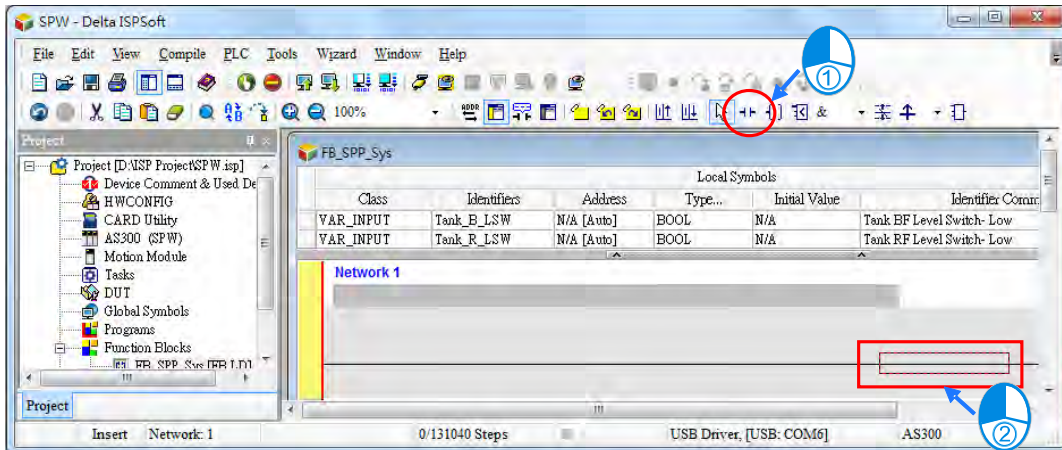 SPW - Delta ISPSoft
File Edit View Compile PLC Tools Wizard Window Help
①
100%
ADDR
&
Project
Project [D:\ISP Project\SPW.isp]
Device Comment & Used De
HWCONFIG
CARD Utility
AS300 (SPW)
Motion Module
Tasks
DUT
Global Symbols
Programs
Function Blocks
FB_SPP_Sys [FB,LD]
Project
FB_SPP_Sys
Local Symbols
Class Identifiers Address Type... Initial Value Identifier Comm
VAR_INPUT Tank_B_LSW N/A [Auto] BOOL N/A Tank BF Level Switch- Low
VAR_INPUT Tank_R_LSW N/A [Auto] BOOL N/A Tank RF Level Switch- Low
Network 1
②
Insert Network: 1 0/131040 Steps USB Driver, [USB: COM6] AS300